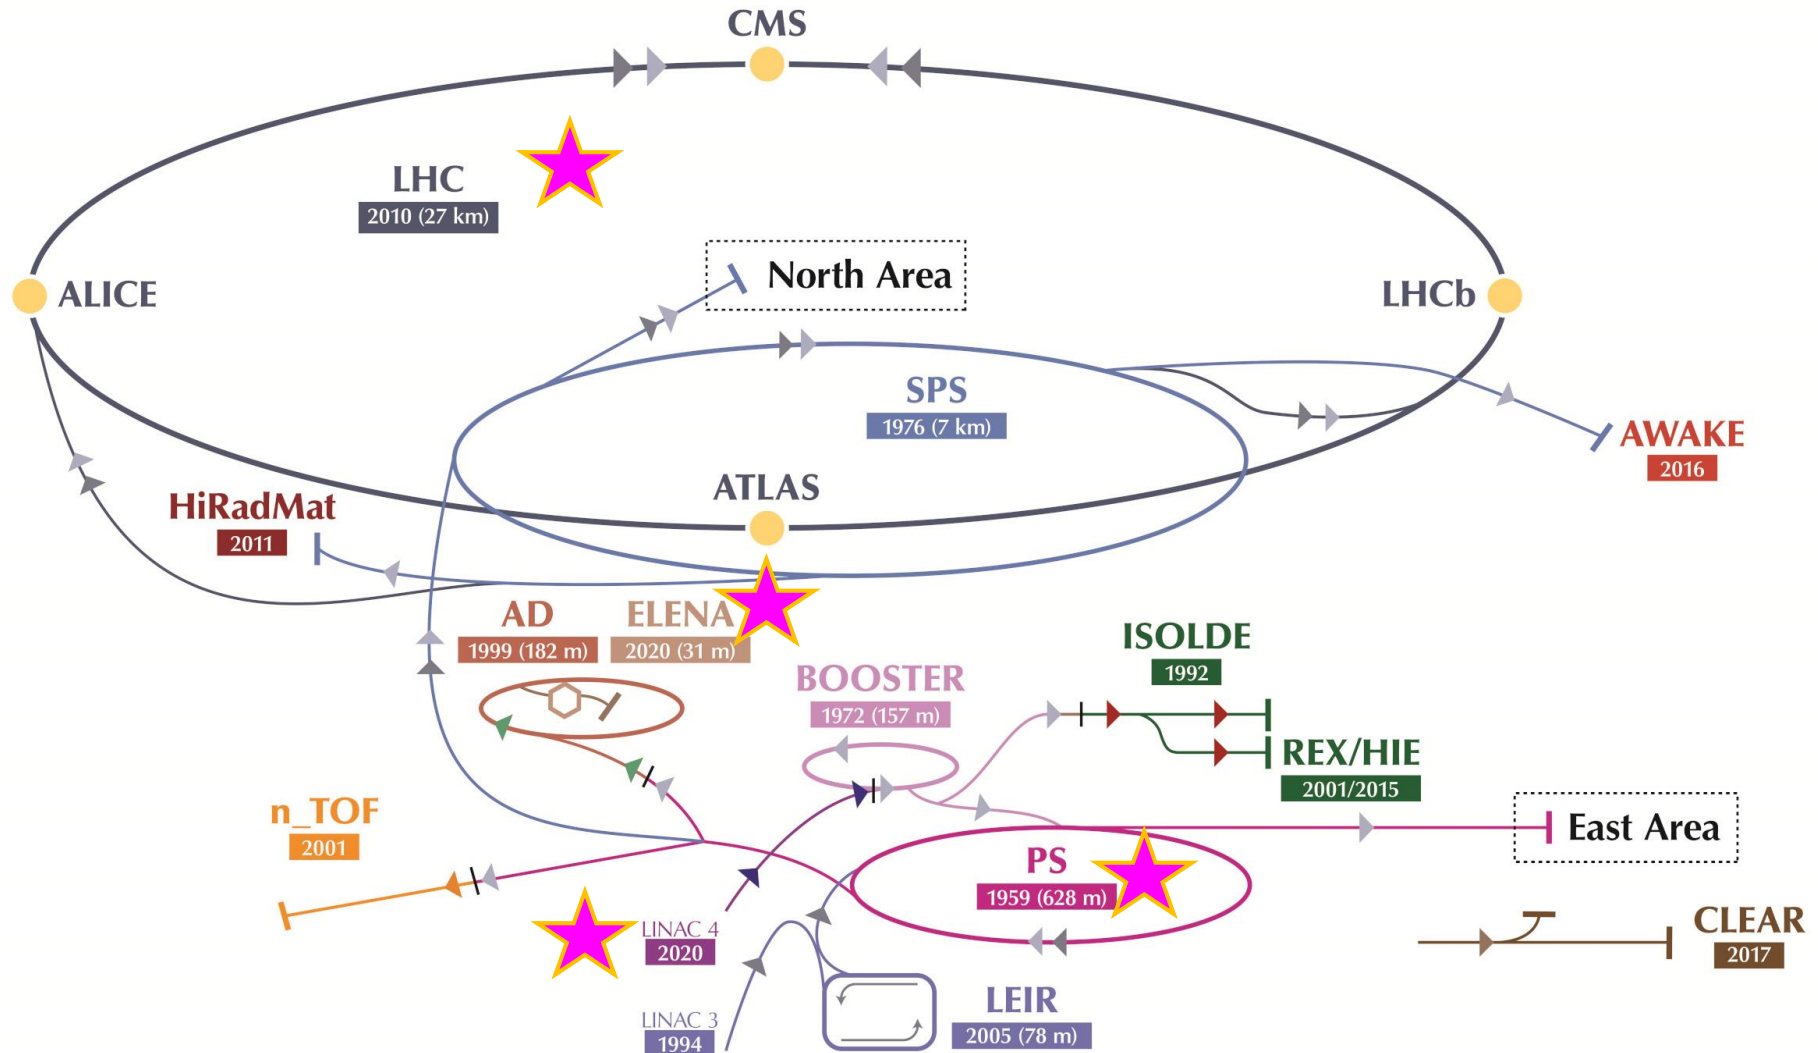 CMS
LHC
2010 (27 km)
North Area
ALICE
LHCb
SPS
1976 (7 km)
AWAKE
2016
ATLAS
HiRadMat
2011
AD
1999 (182 m)
ELENA
2020 (31 m)
ISOLDE
1992
BOOSTER
1972 (157 m)
REX/HIE
2001/2015
n_TOF
2001
East Area
PS
1959 (628 m)
LINAC 4
2020
CLEAR
2017
LEIR
2005 (78 m)
LINAC 3
1994